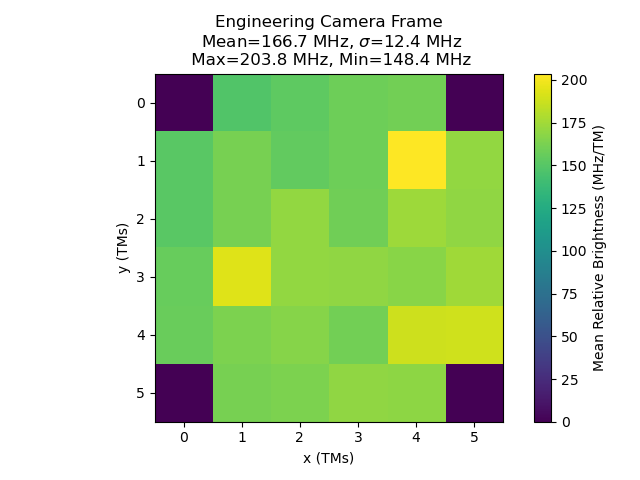 Engineering Camera Frame
Mean=166.7 MHz, σ=12.4 MHz
Max=203.8 MHz, Min=148.4 MHz
0
1
2
3
4
5
y (TMs)
0 1 2 3 4 5
x (TMs)
200
175
150
125
100
75
50
25
0
Mean Relative Brightness (MHz/TM)